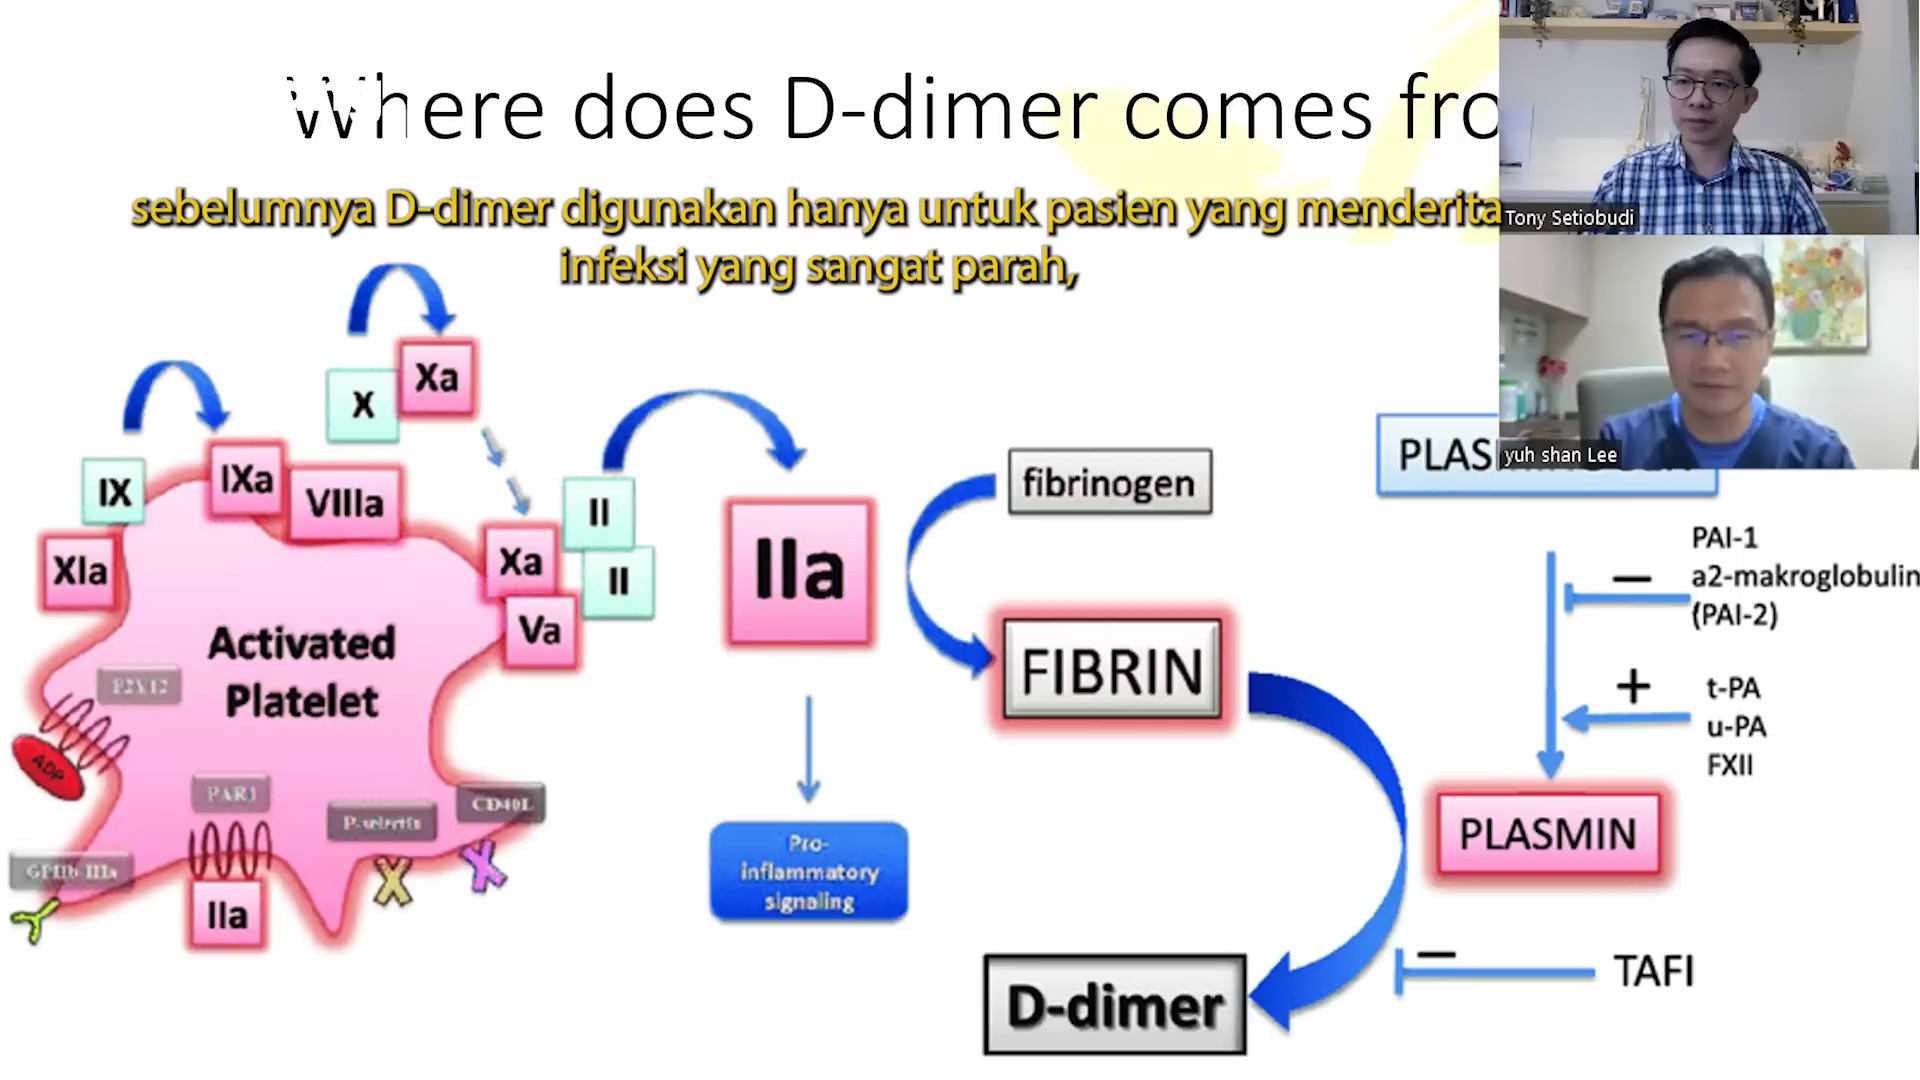 Where does D-dimer comes fro
Tony Setiobudi
sebelumnya D-dimer digunakan hanya untuk pasien yang menderita
infeksi yang sangat parah,
yuh shan Lee
X
Xa
IX
IXa
VIIIa
XIa
Xa
Va
II
II
IIa
fibrinogen
FIBRIN
Activated
Platelet
P2Y12
ADP
PAR1
P-selectin
CD40L
GPIIb-IIIa
IIa
Pro-
inflammatory
signaling
PAI-1
a2-makroglobulin
(PAI-2)
t-PA
u-PA
FXII
PLASMIN
TAFI
D-dimer